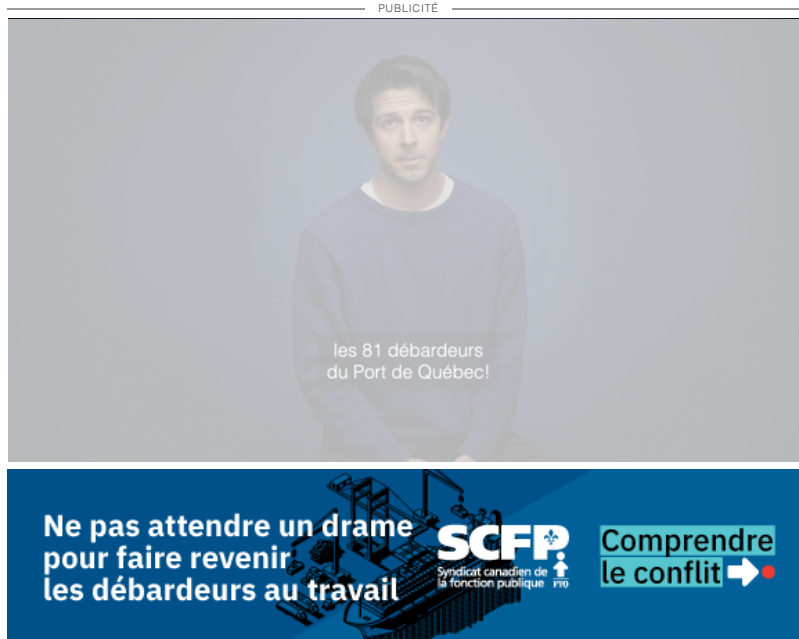 PUBLICITÉ
les 81 débardeurs
du Port de Québec!
Ne pas attendre un drame
pour faire revenir
les débardeurs au travail
SCFP
Syndicat canadien de
la fonction publique
FTQ
Comprendre
le conflit